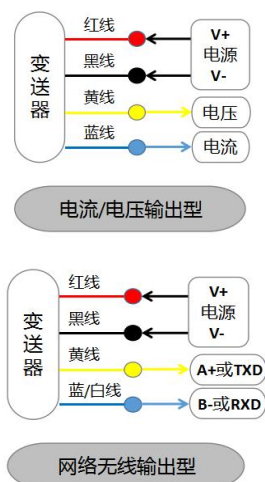 红线
黑线
黄线
蓝线
变送器
V+
电源
V-
电压
电流
电流/电压输出型
红线
黑线
黄线
蓝/白线
变送器
V+
电源
V-
A+或TXD
B-或RXD
网络无线输出型